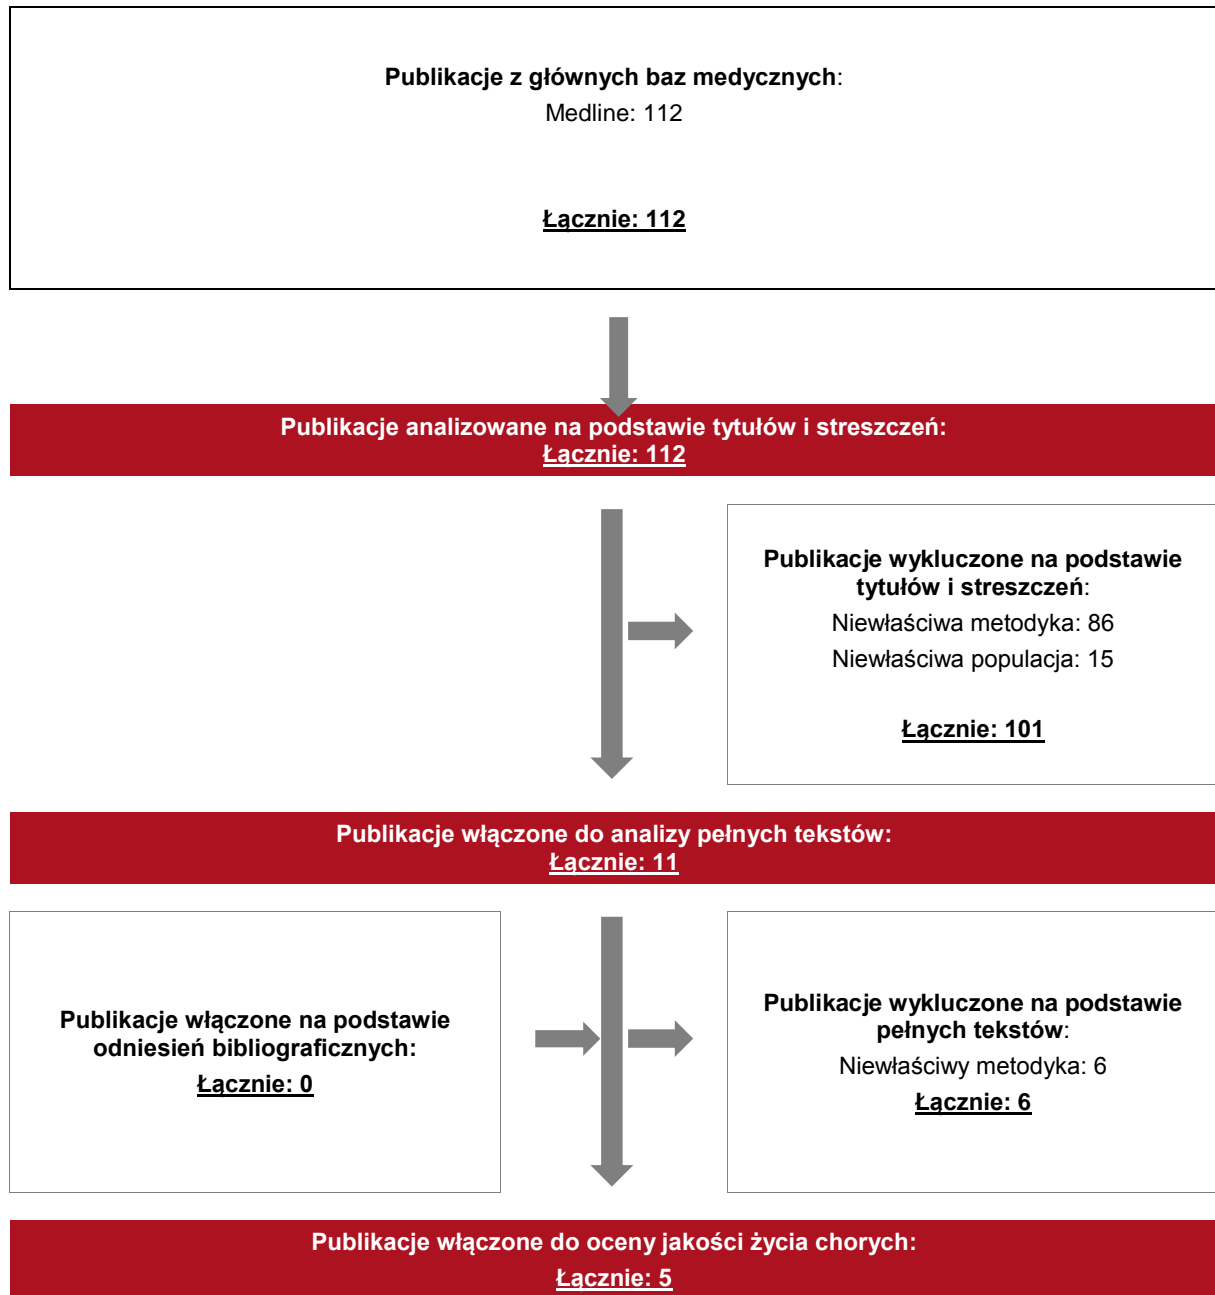 Publikacje z głównych baz medycznych:
Medline: 112
Łącznie: 112
Publikacje analizowane na podstawie tytułów i streszczeń:
Łącznie: 112
Publikacje wykluczone na podstawie
tytułów i streszczeń:
Niewłaściwa metodyka: 86
Niewłaściwa populacja: 15
Łącznie: 101
Publikacje włączone do analizy pełnych tekstów:
Łącznie: 11
Publikacje włączone na podstawie
odniesień bibliograficznych:
Łącznie: 0
Publikacje wykluczone na podstawie
pełnych tekstów:
Niewłaściwy metodyka: 6
Łącznie: 6
Publikacje włączone do oceny jakości życia chorych:
Łącznie: 5